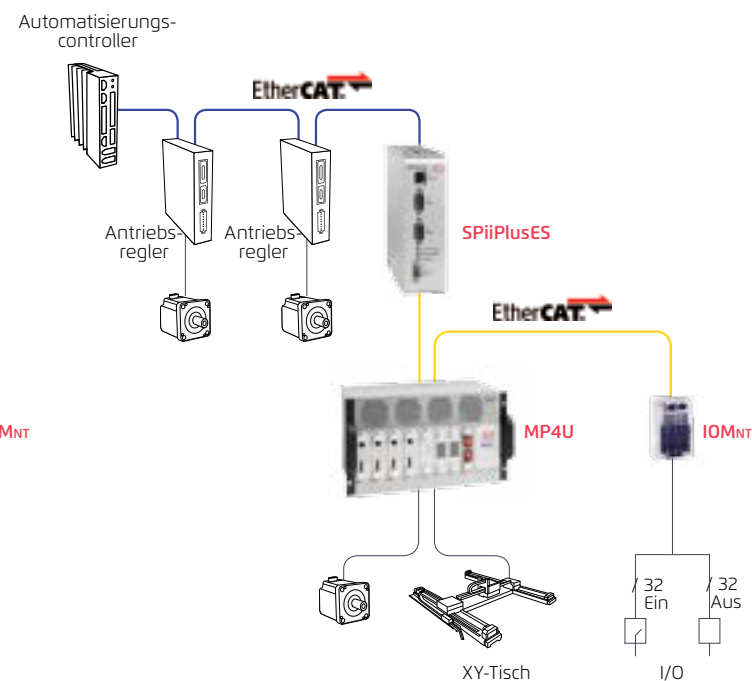 Automatisierungs-
controller
EtherCAT.
Antriebs-
regler
Antriebs-
regler
SPiiPlusES
EtherCAT.
MNT
MP4U
IOMNT
32
Ein
32
Aus
XY-Tisch
I/O